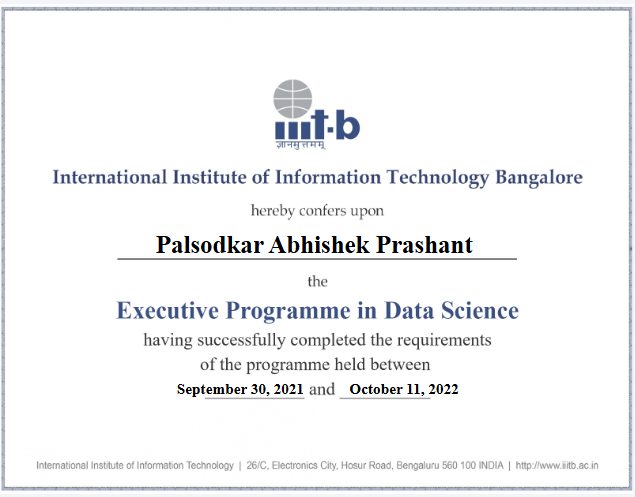 iiit-b
ज्ञानमुत्तमम्
International Institute of Information Technology Bangalore
hereby confers upon
Palsodkar Abhishek Prashant
the
Executive Programme in Data Science
having successfully completed the requirements
of the programme held between
September 30, 2021 and October 11, 2022
International Institute of Information Technology | 26/C, Electronics City, Hosur Road, Bengaluru 560 100 INDIA | http://www.iiitb.ac.in